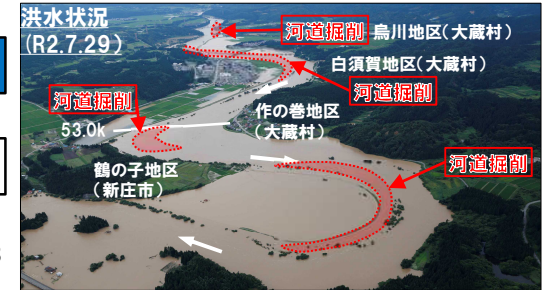 洪水状況
(R2.7.29)
河道掘削
烏川地区(大蔵村)
白須賀地区(大蔵村)
河道掘削
河道掘削
53.0k
作の巻地区
(大蔵村)
河道掘削
鶴の子地区
(新庄市)